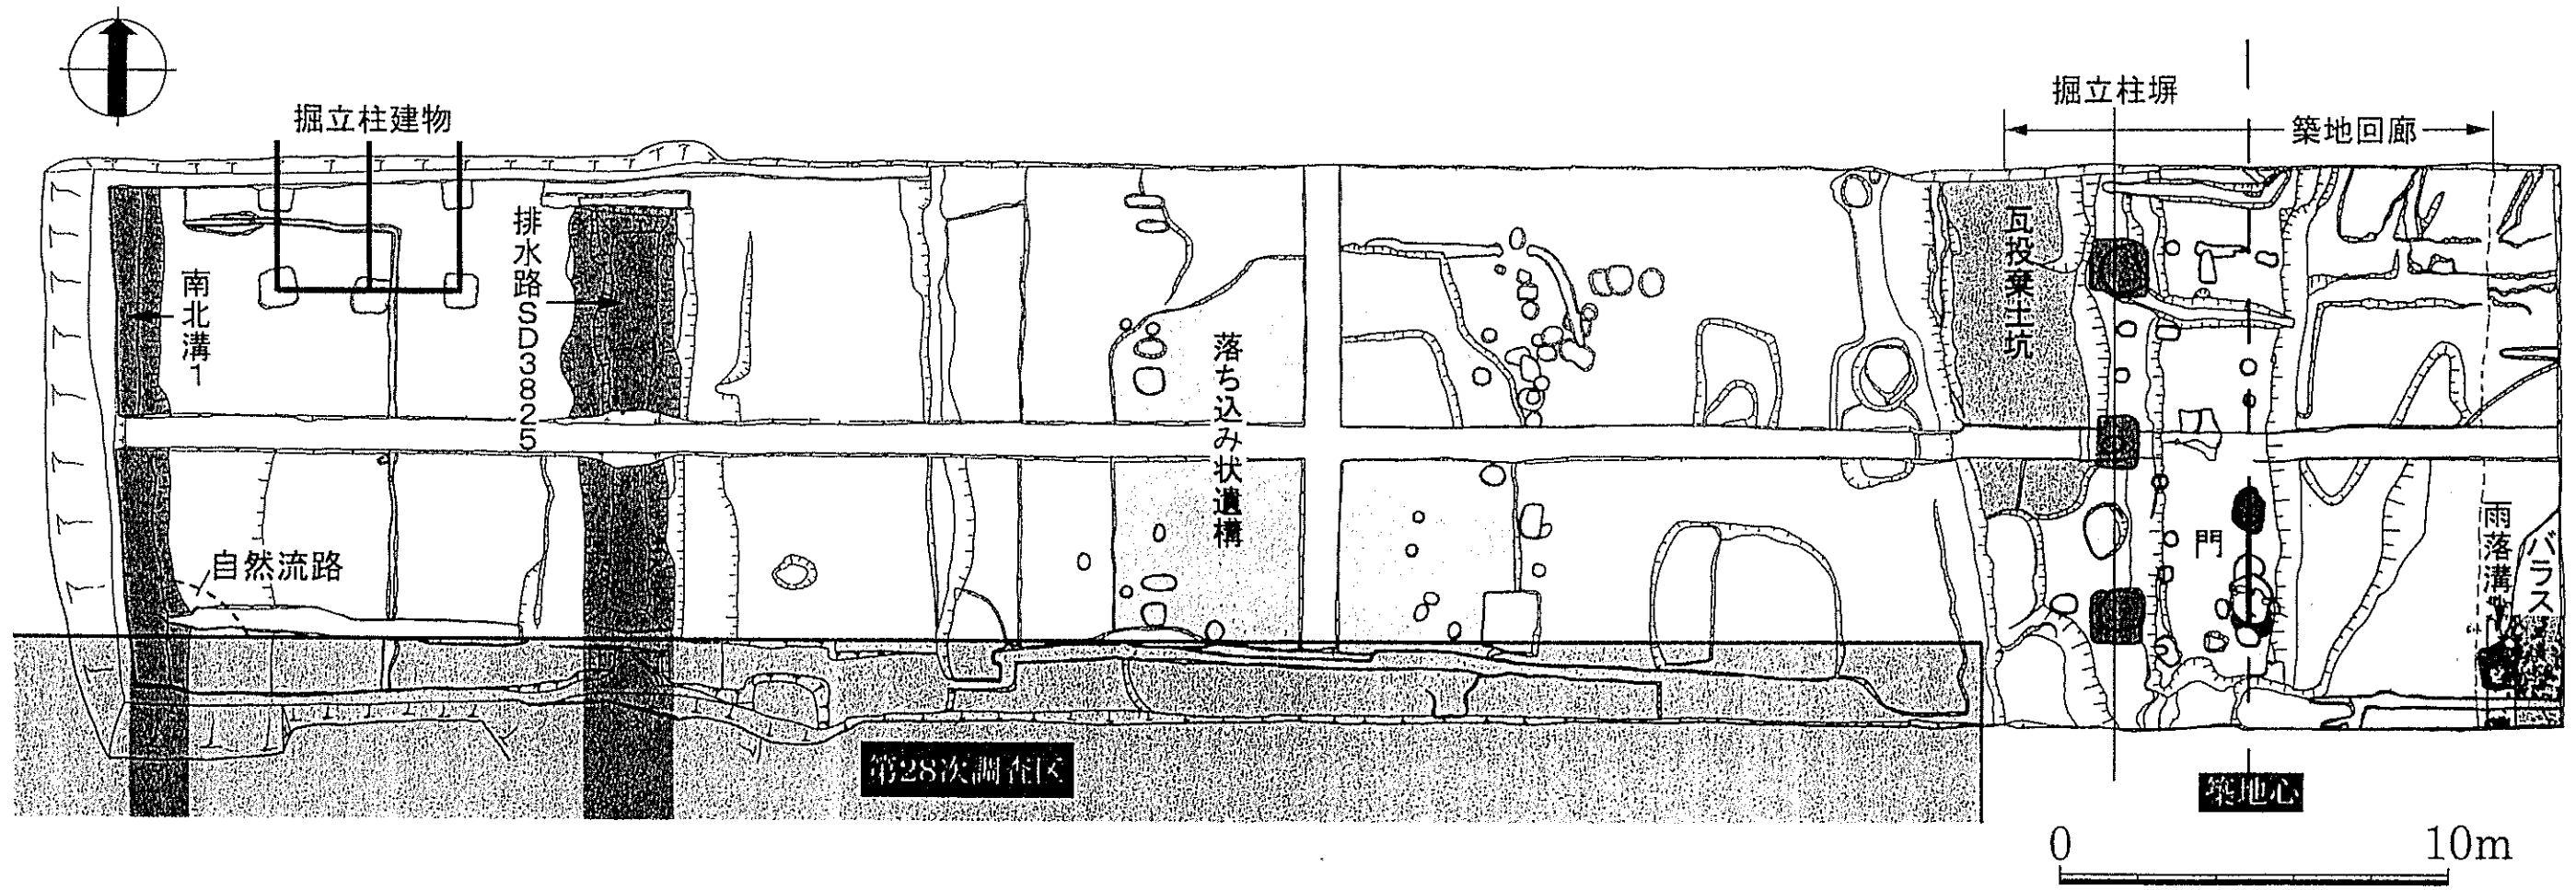 掘立柱建物
掘立柱塀
築地回廊
南北溝1
排水路SD3825
落ち込み状遺構
瓦投棄土坑
自然流路
門
雨落溝
バラス
第28次調査区
築地心
0 10m